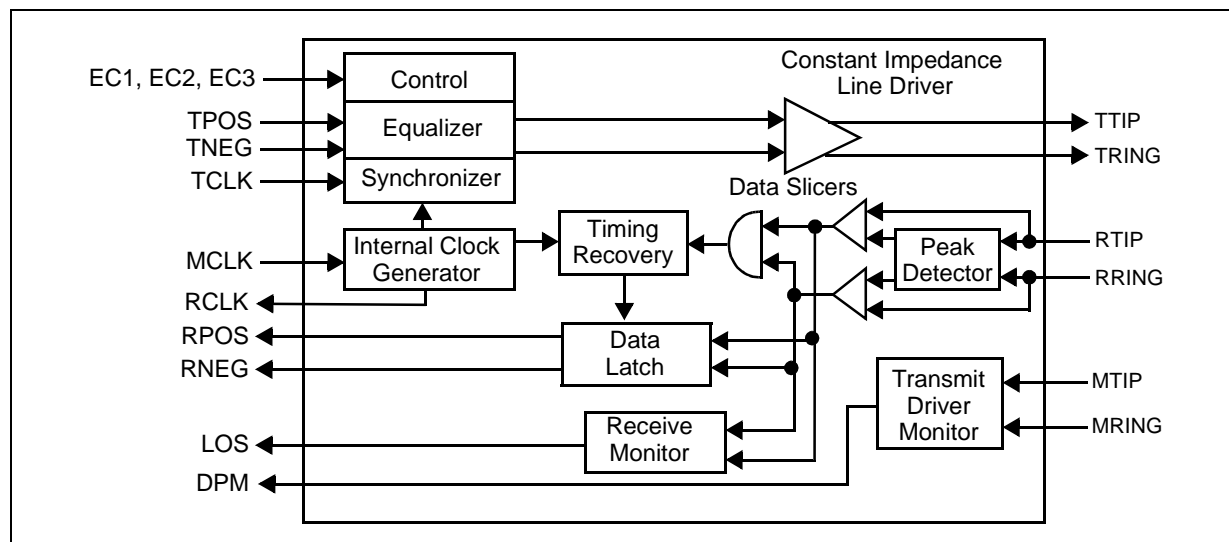 EC1, EC2, EC3
Control
Constant Impedance
Line Driver
TPOS
Equalizer
TTIP
TNEG
TRING
TCLK
Synchronizer
Data Slicers
MCLK
Internal Clock
Generator
Timing
Recovery
Peak
Detector
RTIP
RRING
RCLK
RPOS
Data
Latch
RNEG
Transmit
Driver
Monitor
MTIP
MRING
LOS
Receive
Monitor
DPM